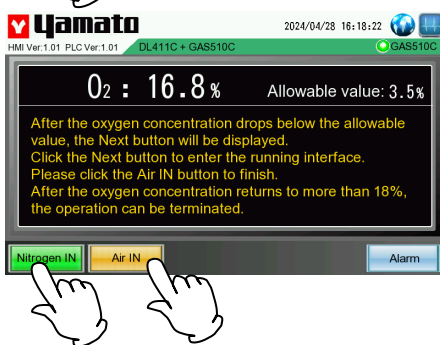 Yamato
2024/04/28 16:18:22
HMI Ver:1.01 PLC Ver:1.01 DL411C + GAS510C GAS510C
O2 : 16.8% Allowable value: 3.5%
After the oxygen concentration drops below the allowable
value, the Next button will be displayed.
Click the Next button to enter the running interface.
Please click the Air IN button to
finish.
After the oxygen concentration returns to more than 18%,
the operation can be terminated.
Nitrogen IN Air IN Alarm